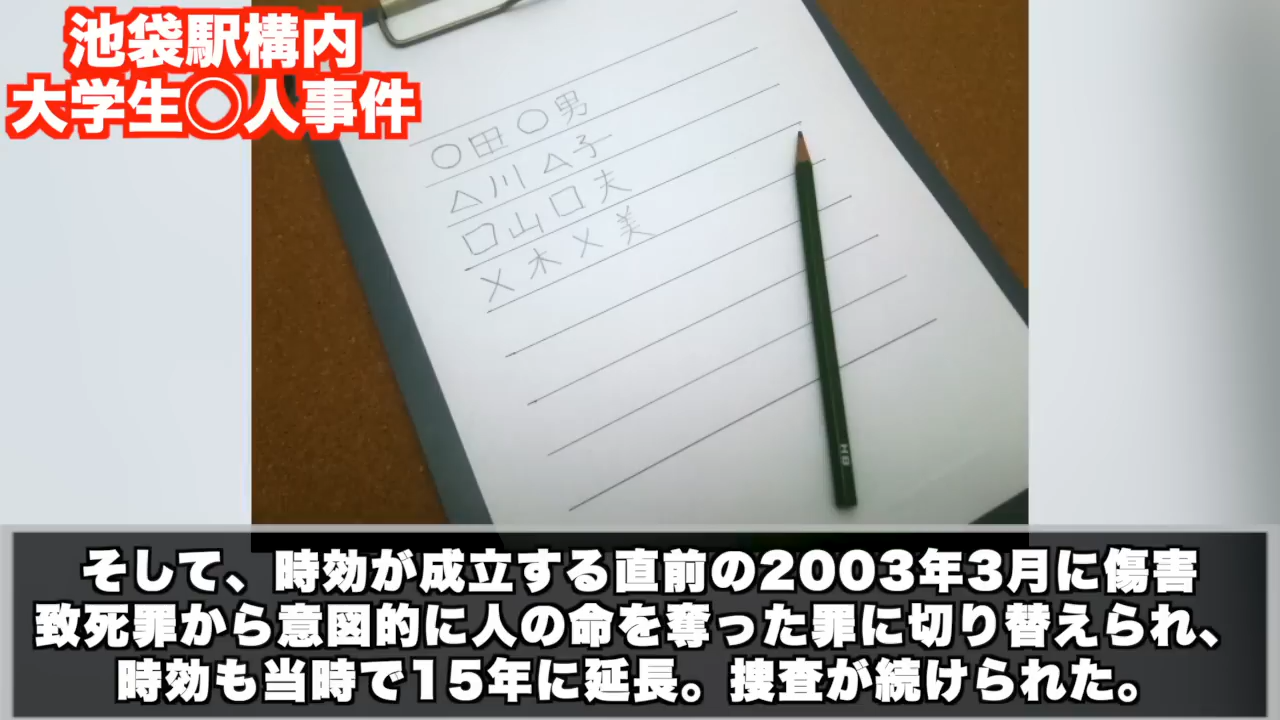 池袋駅構内
大学生◯人事件
〇田〇男
△川△子
□山□夫
×木×美
HB
そして、時効が成立する直前の2003年3月に傷害
致死罪から意図的に人の命を奪った罪に切り替えられ、
時効も当時で15年に延長。捜査が続けられた。